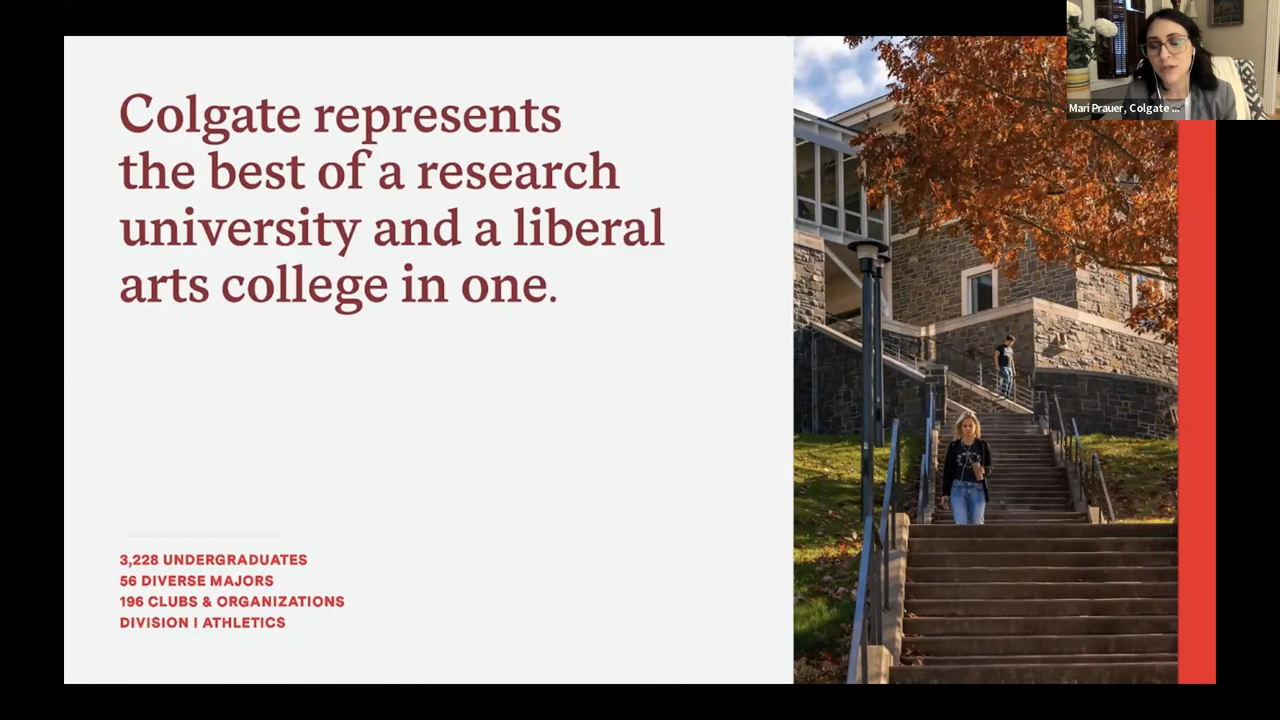 Colgate represents
the best of a research
university and a liberal
arts college in one.
3,228 UNDERGRADUATES
56 DIVERSE MAJORS
196 CLUBS & ORGANIZATIONS
DIVISION I ATHLETICS
Mari Prauer, Colgate ...